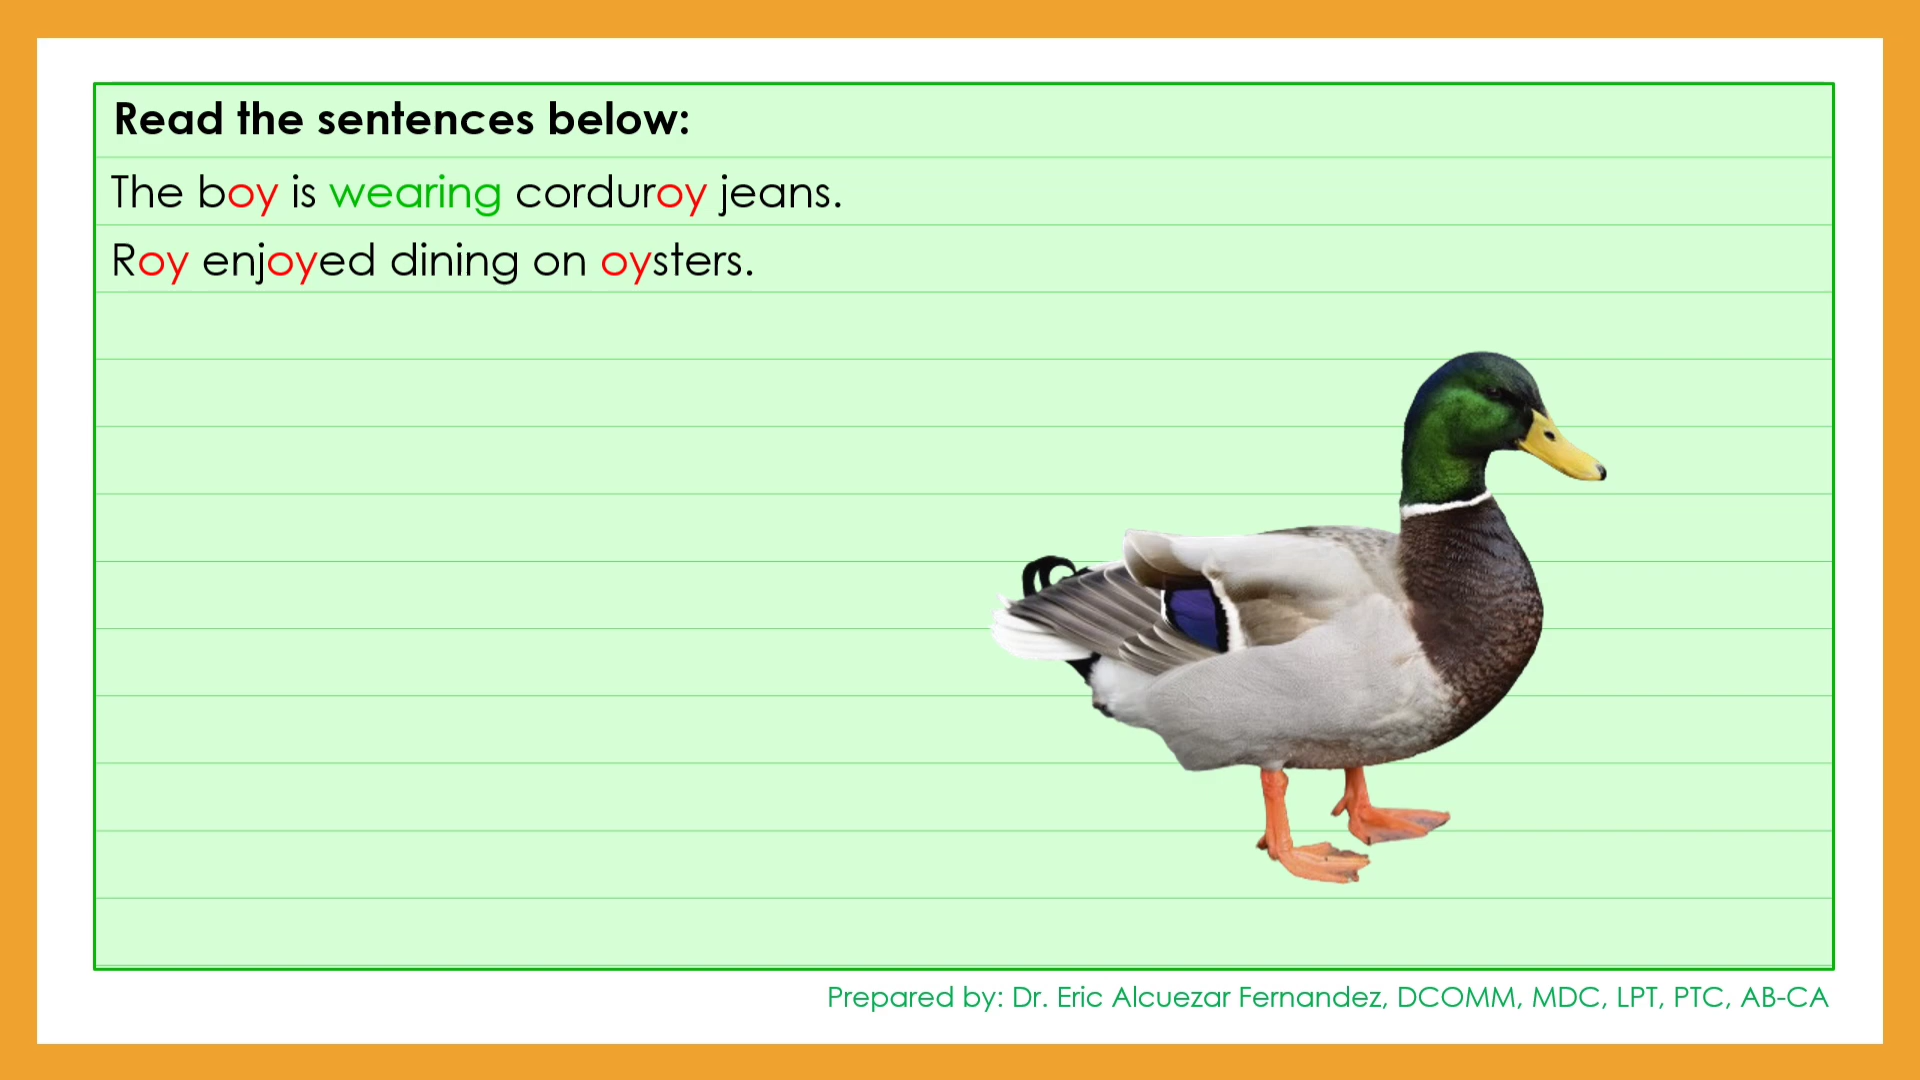 Read the sentences below:
The boy is wearing corduroy jeans.
Roy enjoyed dining on oysters.
Prepared by: Dr. Eric Alcuezar Fernandez, DCOMM, MDC, LPT, PTC, AB-CA